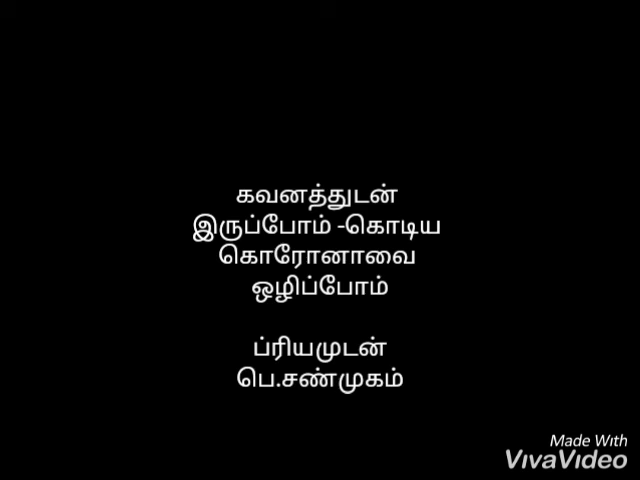 கவனத்துடன்
இருப்போம் -கொடிய
கொரோனாவை
ஒழிப்போம்
ப்ரியமுடன்
பெ.சண்முகம்
Made With
VivaVideo